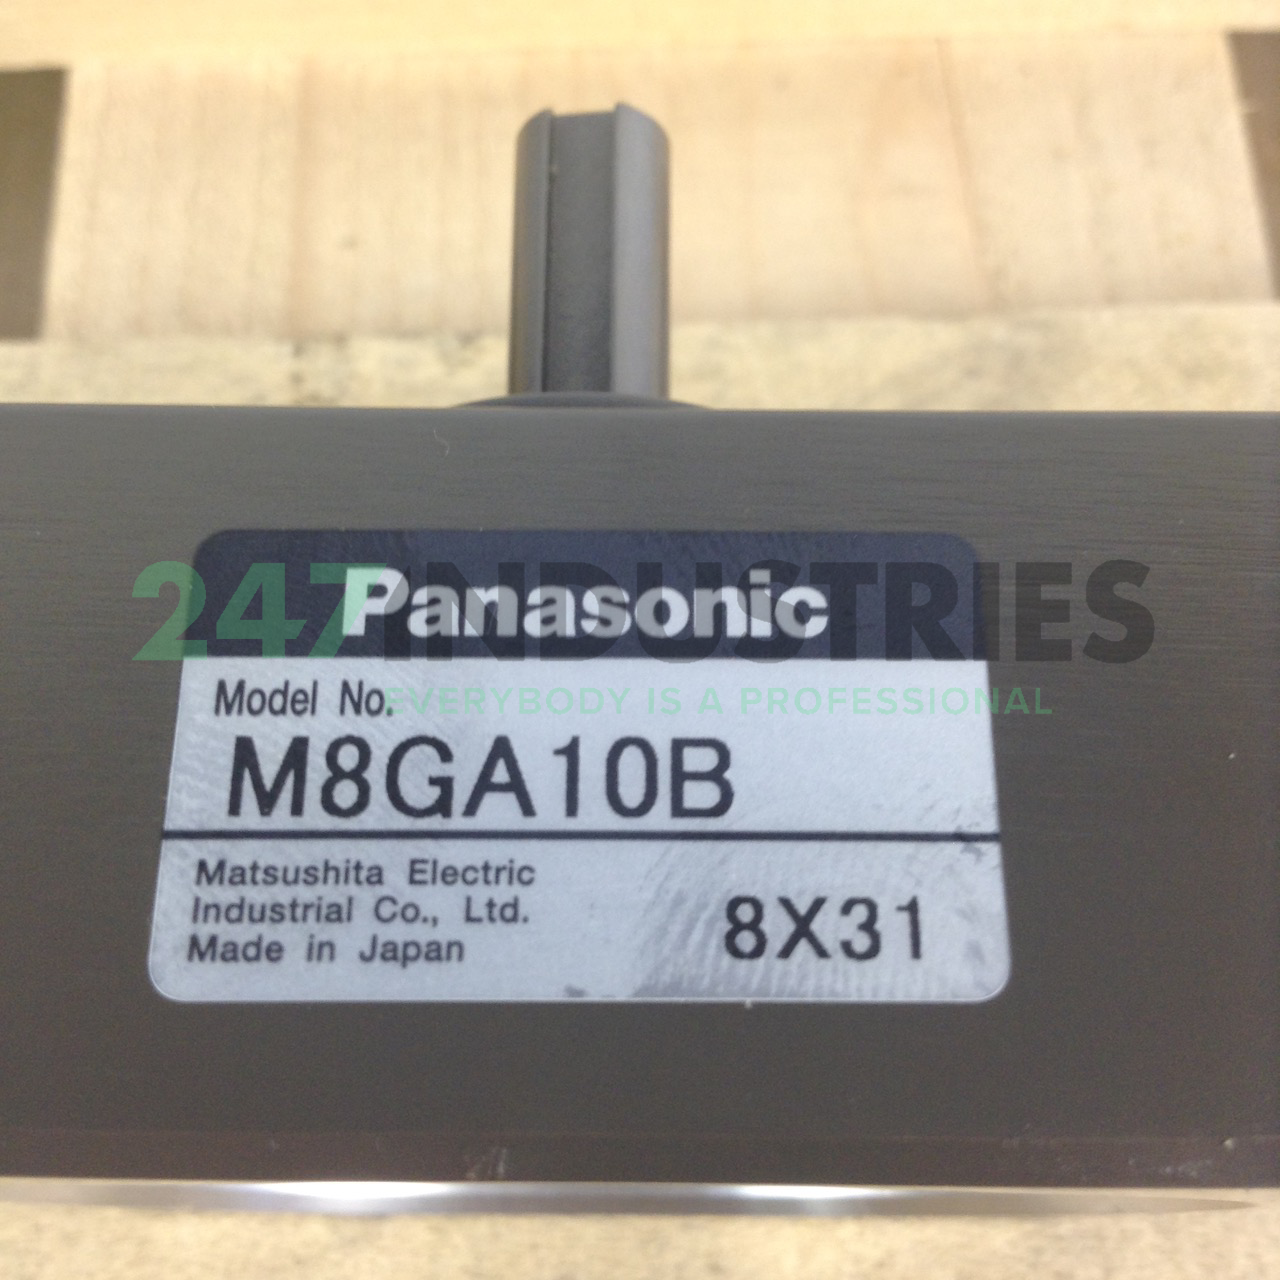 Panasonic
247INDUSTRIES
EVERYBODY IS A PROFESSIONAL
Model No.
M8GA10B
Matsushita Electric
Industrial Co., Ltd.
Made in Japan
8X31